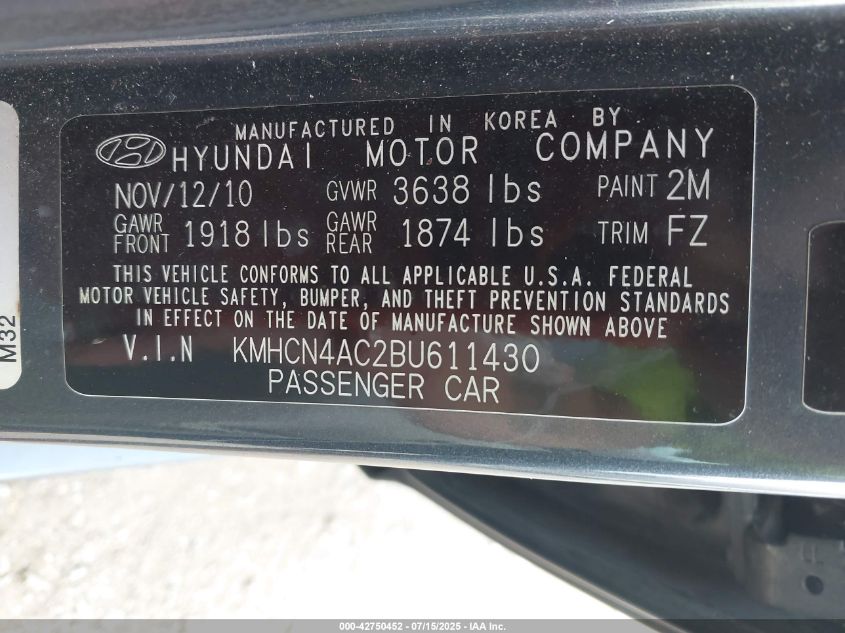 MANUFACTURED IN KOREA BY
HYUNDAI MOTOR COMPANY
NOV/12/10 GVWR 3638 lbs PAINT 2M
GAWR FRONT 1918 lbs GAWR REAR 1874 lbs TRIM FZ
THIS VEHICLE CONFORMS TO ALL APPLICABLE U.S.A. FEDERAL
MOTOR VEHICLE SAFETY, BUMPER, AND THEFT PREVENTION STANDARDS
IN EFFECT ON THE DATE OF MANUFACTURE SHOWN ABOVE
V.I.N KMHCN4AC2BU611430
PASSENGER CAR
M32
000-42750452 - 07/15/2025 - IAA Inc.